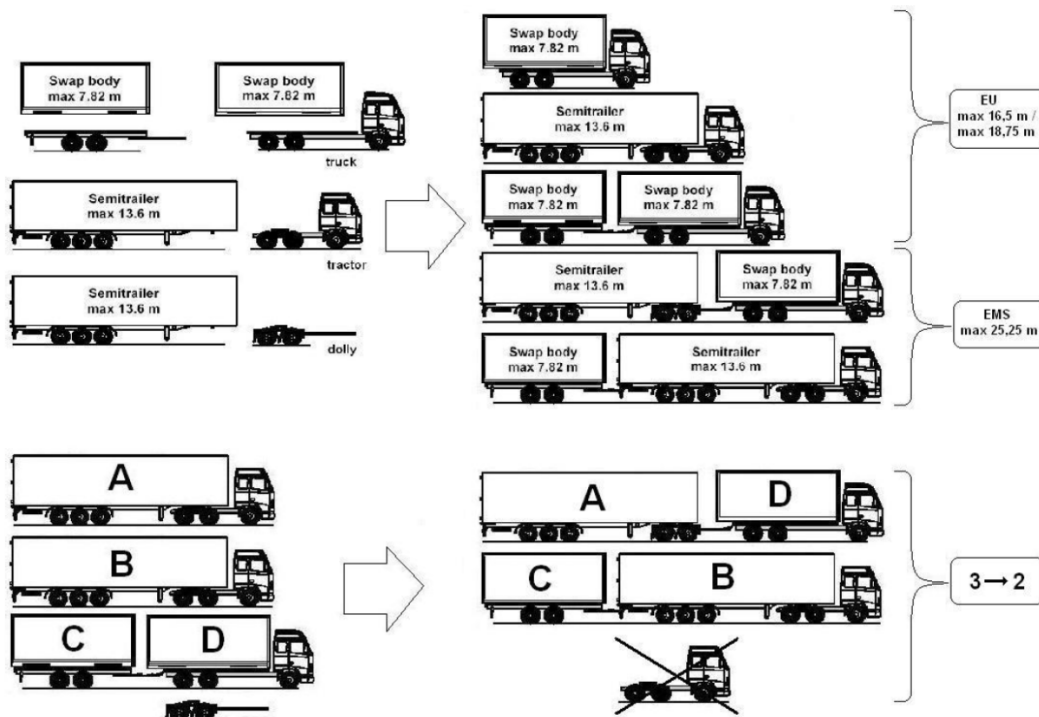 Swap body
max 7.82 m
Swap body
max 7.82 m
truck
Semitrailer
max 13.6 m
tractor
Semitrailer
max 13.6 m
dolly
Swap body
max 7.82 m
Semitrailer
max 13.6 m
Swap body
max 7.82 m
Swap body
max 7.82 m
EU
max 16,5 m /
max 18,75 m
Semitrailer
max 13.6 m
Swap body
max 7.82 m
Swap body
max 7.82 m
Semitrailer
max 13.6 m
EMS
max 25,25 m
A
B
C
D
A
D
C
B
3→2